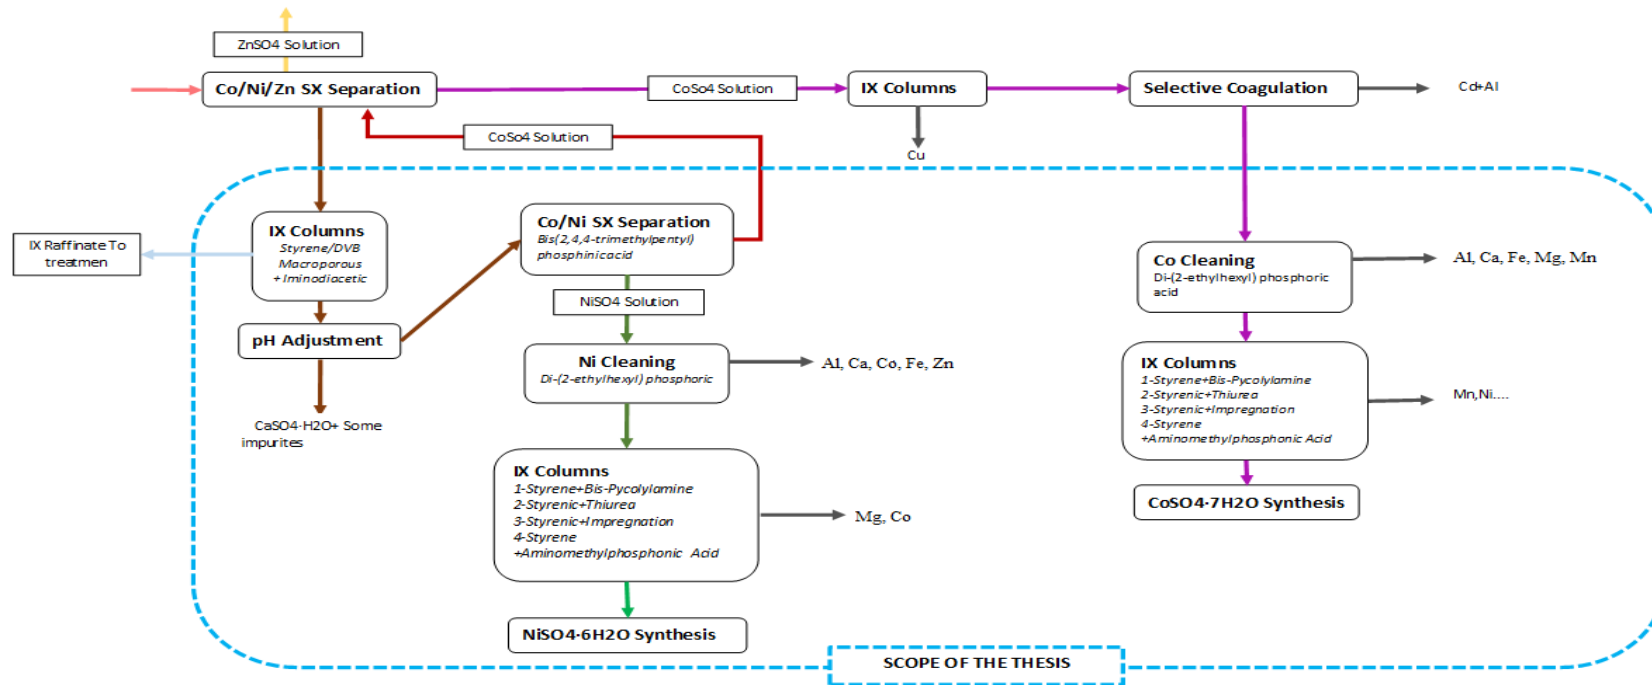 ZnSO4 Solution
Co/Ni/Zn SX Separation
CoSo4 Solution
IX Columns
Selective Coagulation
Cd+Al
CoSo4 Solution
Cu
IX Raffinate To
treatmen
IX Columns
Styrene/DVB
Macroporous
+ Iminodiacetic
pH Adjustment
CaSO4·H2O+ Some
impurites
Co/Ni SX Separation
Bis(2,4,4-trimethylpentyl)
phosphinicacid
NiSO4 Solution
Ni Cleaning
Di-(2-ethylhexyl) phosphoric
Al, Ca, Co, Fe, Zn
IX Columns
1-Styrene+Bis-Pycolylamine
2-Styrenic+Thiurea
3-Styrenic+Impregnation
4-Styrene
+Aminomethylphosphonic Acid
Mg, Co
NiSO4·6H2O Synthesis
Co Cleaning
Di-(2-ethylhexyl) phosphoric
acid
Al, Ca, Fe, Mg, Mn
IX Columns
1-Styrene+Bis-Pycolylamine
2-Styrenic+Thiurea
3-Styrenic+Impregnation
4-Styrene
+Aminomethylphosphonic Acid
Mn,Ni....
CoSO4·7H2O Synthesis
SCOPE OF THE THESIS